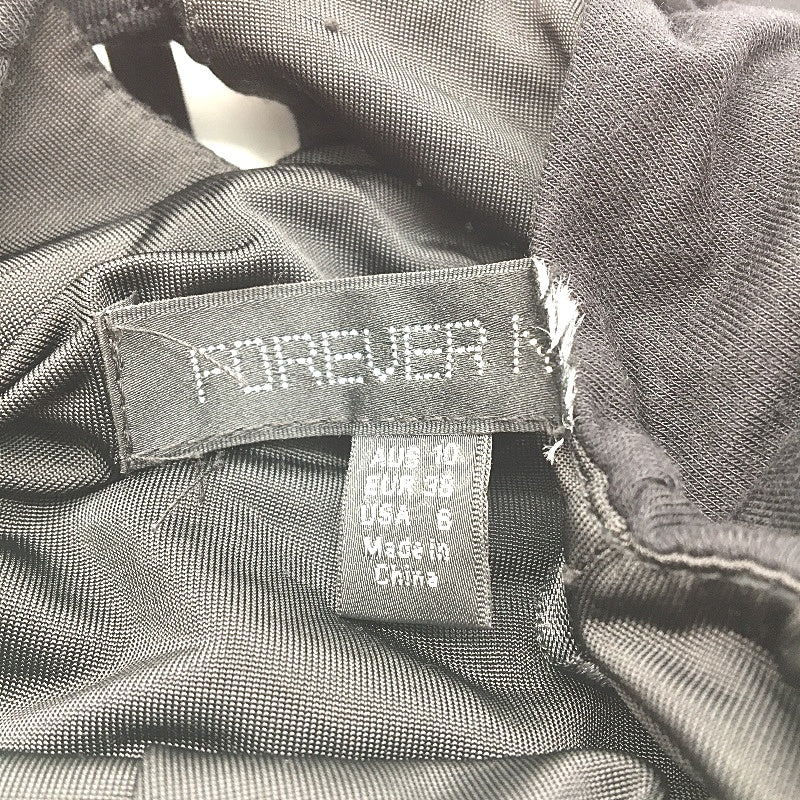 FOREVER N
AUS 10
EUR 38
USA 6
Made in
China